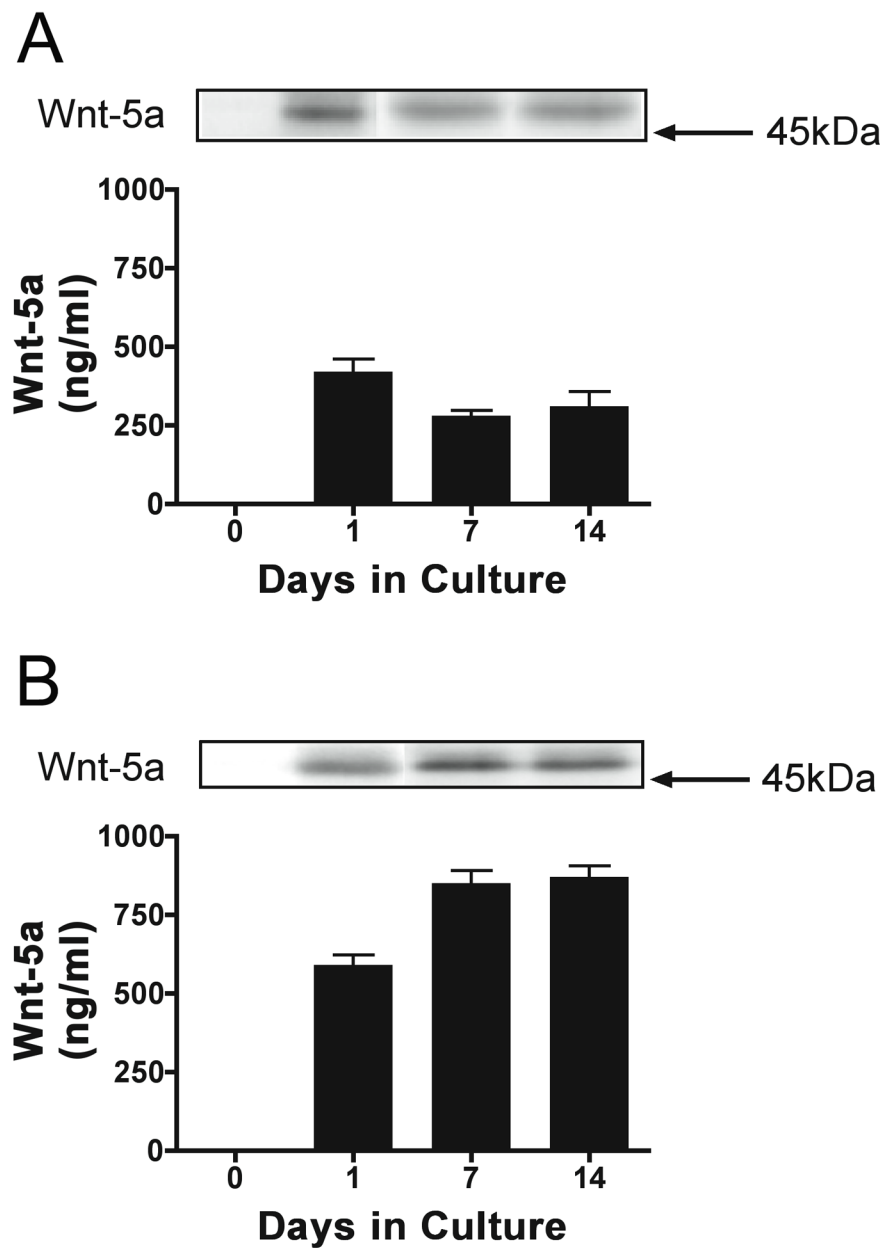 A
Wnt-5a
45kDa
1000
750
500
250
0
Wnt-5a
(ng/ml)
0 1 7 14
Days in Culture
B
Wnt-5a
45kDa
1000
750
500
250
0
Wnt-5a
(ng/ml)
0 1 7 14
Days in Culture